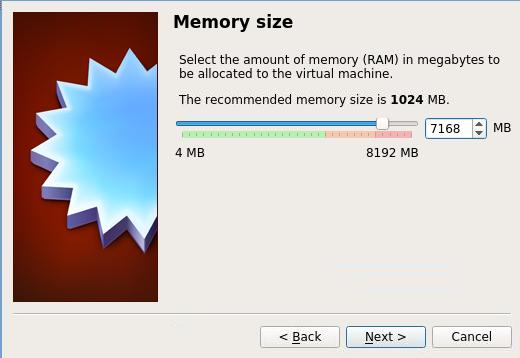 Memory size
Select the amount of memory (RAM) in megabytes to
be allocated to the virtual machine.
The recommended memory size is 1024 MB.
7168 MB
4 MB 8192 MB
< Back Next > Cancel